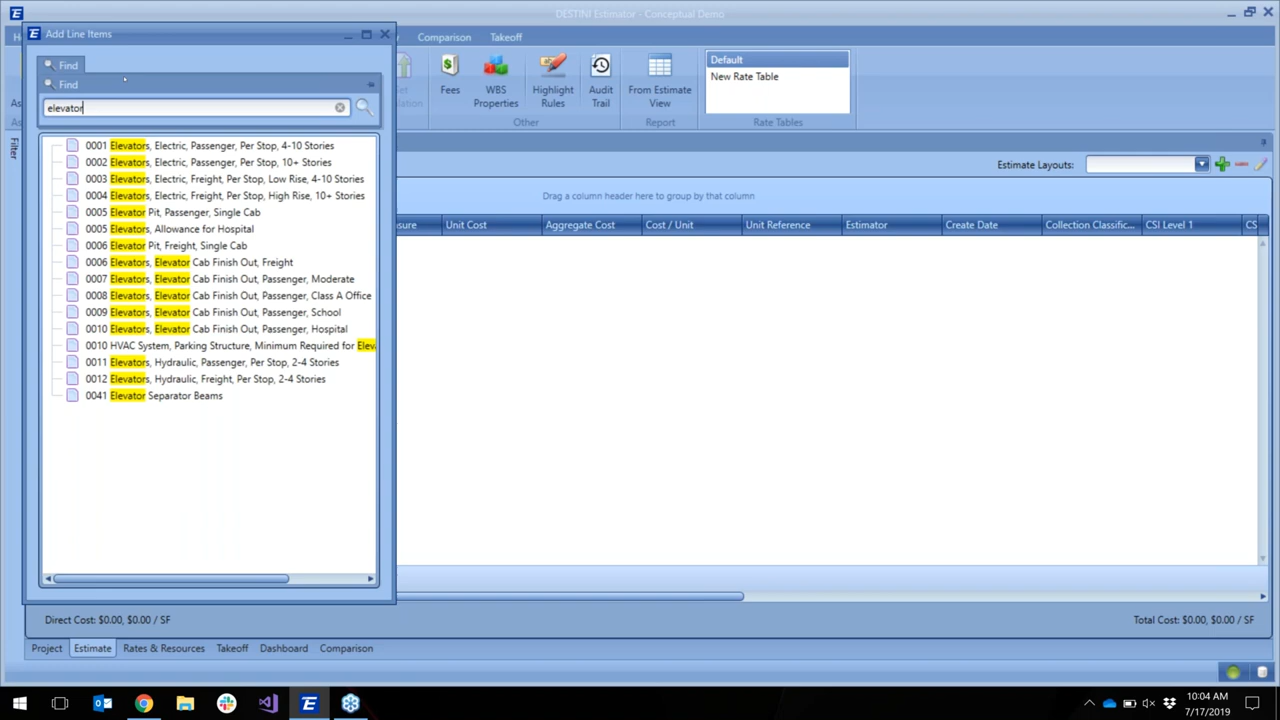 DESTINI Estimator - Conceptual Demo
Add Line Items
Comparison
Takeoff
Find
Find
elevator
Fees
WBS
Properties
Highlight
Rules
Audit
Trail
From Estimate
View
Default
New Rate Table
Other
Report
Rate Tables
Filter
Estimate Layouts:
Drag a column header here to group by that column
Unit Cost
Aggregate Cost
Cost / Unit
Unit Reference
Estimator
Create Date
Collection Classific...
CSI Level 1
CS
0001 Elevators, Electric, Passenger, Per Stop, 4-10 Stories
0002 Elevators, Electric, Passenger, Per Stop, 10+ Stories
0003 Elevators, Electric, Freight, Per Stop, Low Rise, 4-10 Stories
0004 Elevators, Electric, Freight, Per Stop, High Rise, 10+ Stories
0005 Elevator Pit, Passenger, Single Cab
0005 Elevators, Allowance for Hospital
0006 Elevator Pit, Freight, Single Cab
0006 Elevators, Elevator Cab Finish Out, Freight
0007 Elevators, Elevator Cab Finish Out, Passenger, Moderate
0008 Elevators, Elevator Cab Finish Out, Passenger, Class A Office
0009 Elevators, Elevator Cab Finish Out, Passenger, School
0010 Elevators, Elevator Cab Finish Out, Passenger, Hospital
0010 HVAC System, Parking Structure, Minimum Required for
0011 Elevators, Hydraulic, Passenger, Per Stop, 2-4 Stories
0012 Elevators, Hydraulic, Freight, Per Stop, 2-4 Stories
0041 Elevator Separator Beams
Direct Cost: $0.00, $0.00 / SF
Total Cost: $0.00, $0.00 / SF
Project
Estimate
Rates & Resources
Takeoff
Dashboard
Comparison
10:04 AM
7/17/2019